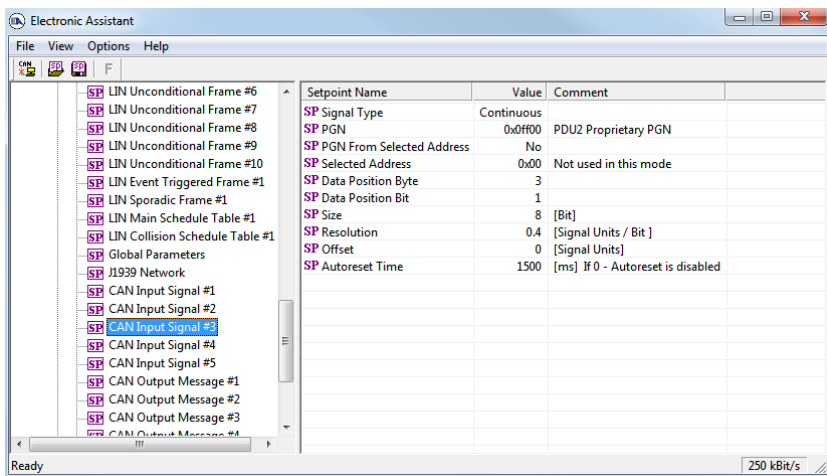 Electronic Assistant
File View Options Help
CAN SP SP F
SP LIN Unconditional Frame #6
SP LIN Unconditional Frame #7
SP LIN Unconditional Frame #8
SP LIN Unconditional Frame #9
SP LIN Unconditional Frame #10
SP LIN Event Triggered Frame #1
SP LIN Sporadic Frame #1
SP LIN Main Schedule Table #1
SP LIN Collision Schedule Table #1
SP Global Parameters
SP J1939 Network
SP CAN Input Signal #1
SP CAN Input Signal #2
SP CAN Input Signal #3
SP CAN Input Signal #4
SP CAN Input Signal #5
SP CAN Output Message #1
SP CAN Output Message #2
SP CAN Output Message #3
SP CAN Output Message #4
Setpoint Name Value Comment
SP Signal Type Continuous
SP PGN 0x0ff00 PDU2 Proprietary PGN
SP PGN From Selected Address No
SP Selected Address 0x00 Not used in this mode
SP Data Position Byte 3
SP Data Position Bit 1
SP Size 8 [Bit]
SP Resolution 0.4 [Signal Units / Bit ]
SP Offset 0 [Signal Units]
SP Autoreset Time 1500 [ms] If 0 - Autoreset is disabled
Ready 250 kBit/s